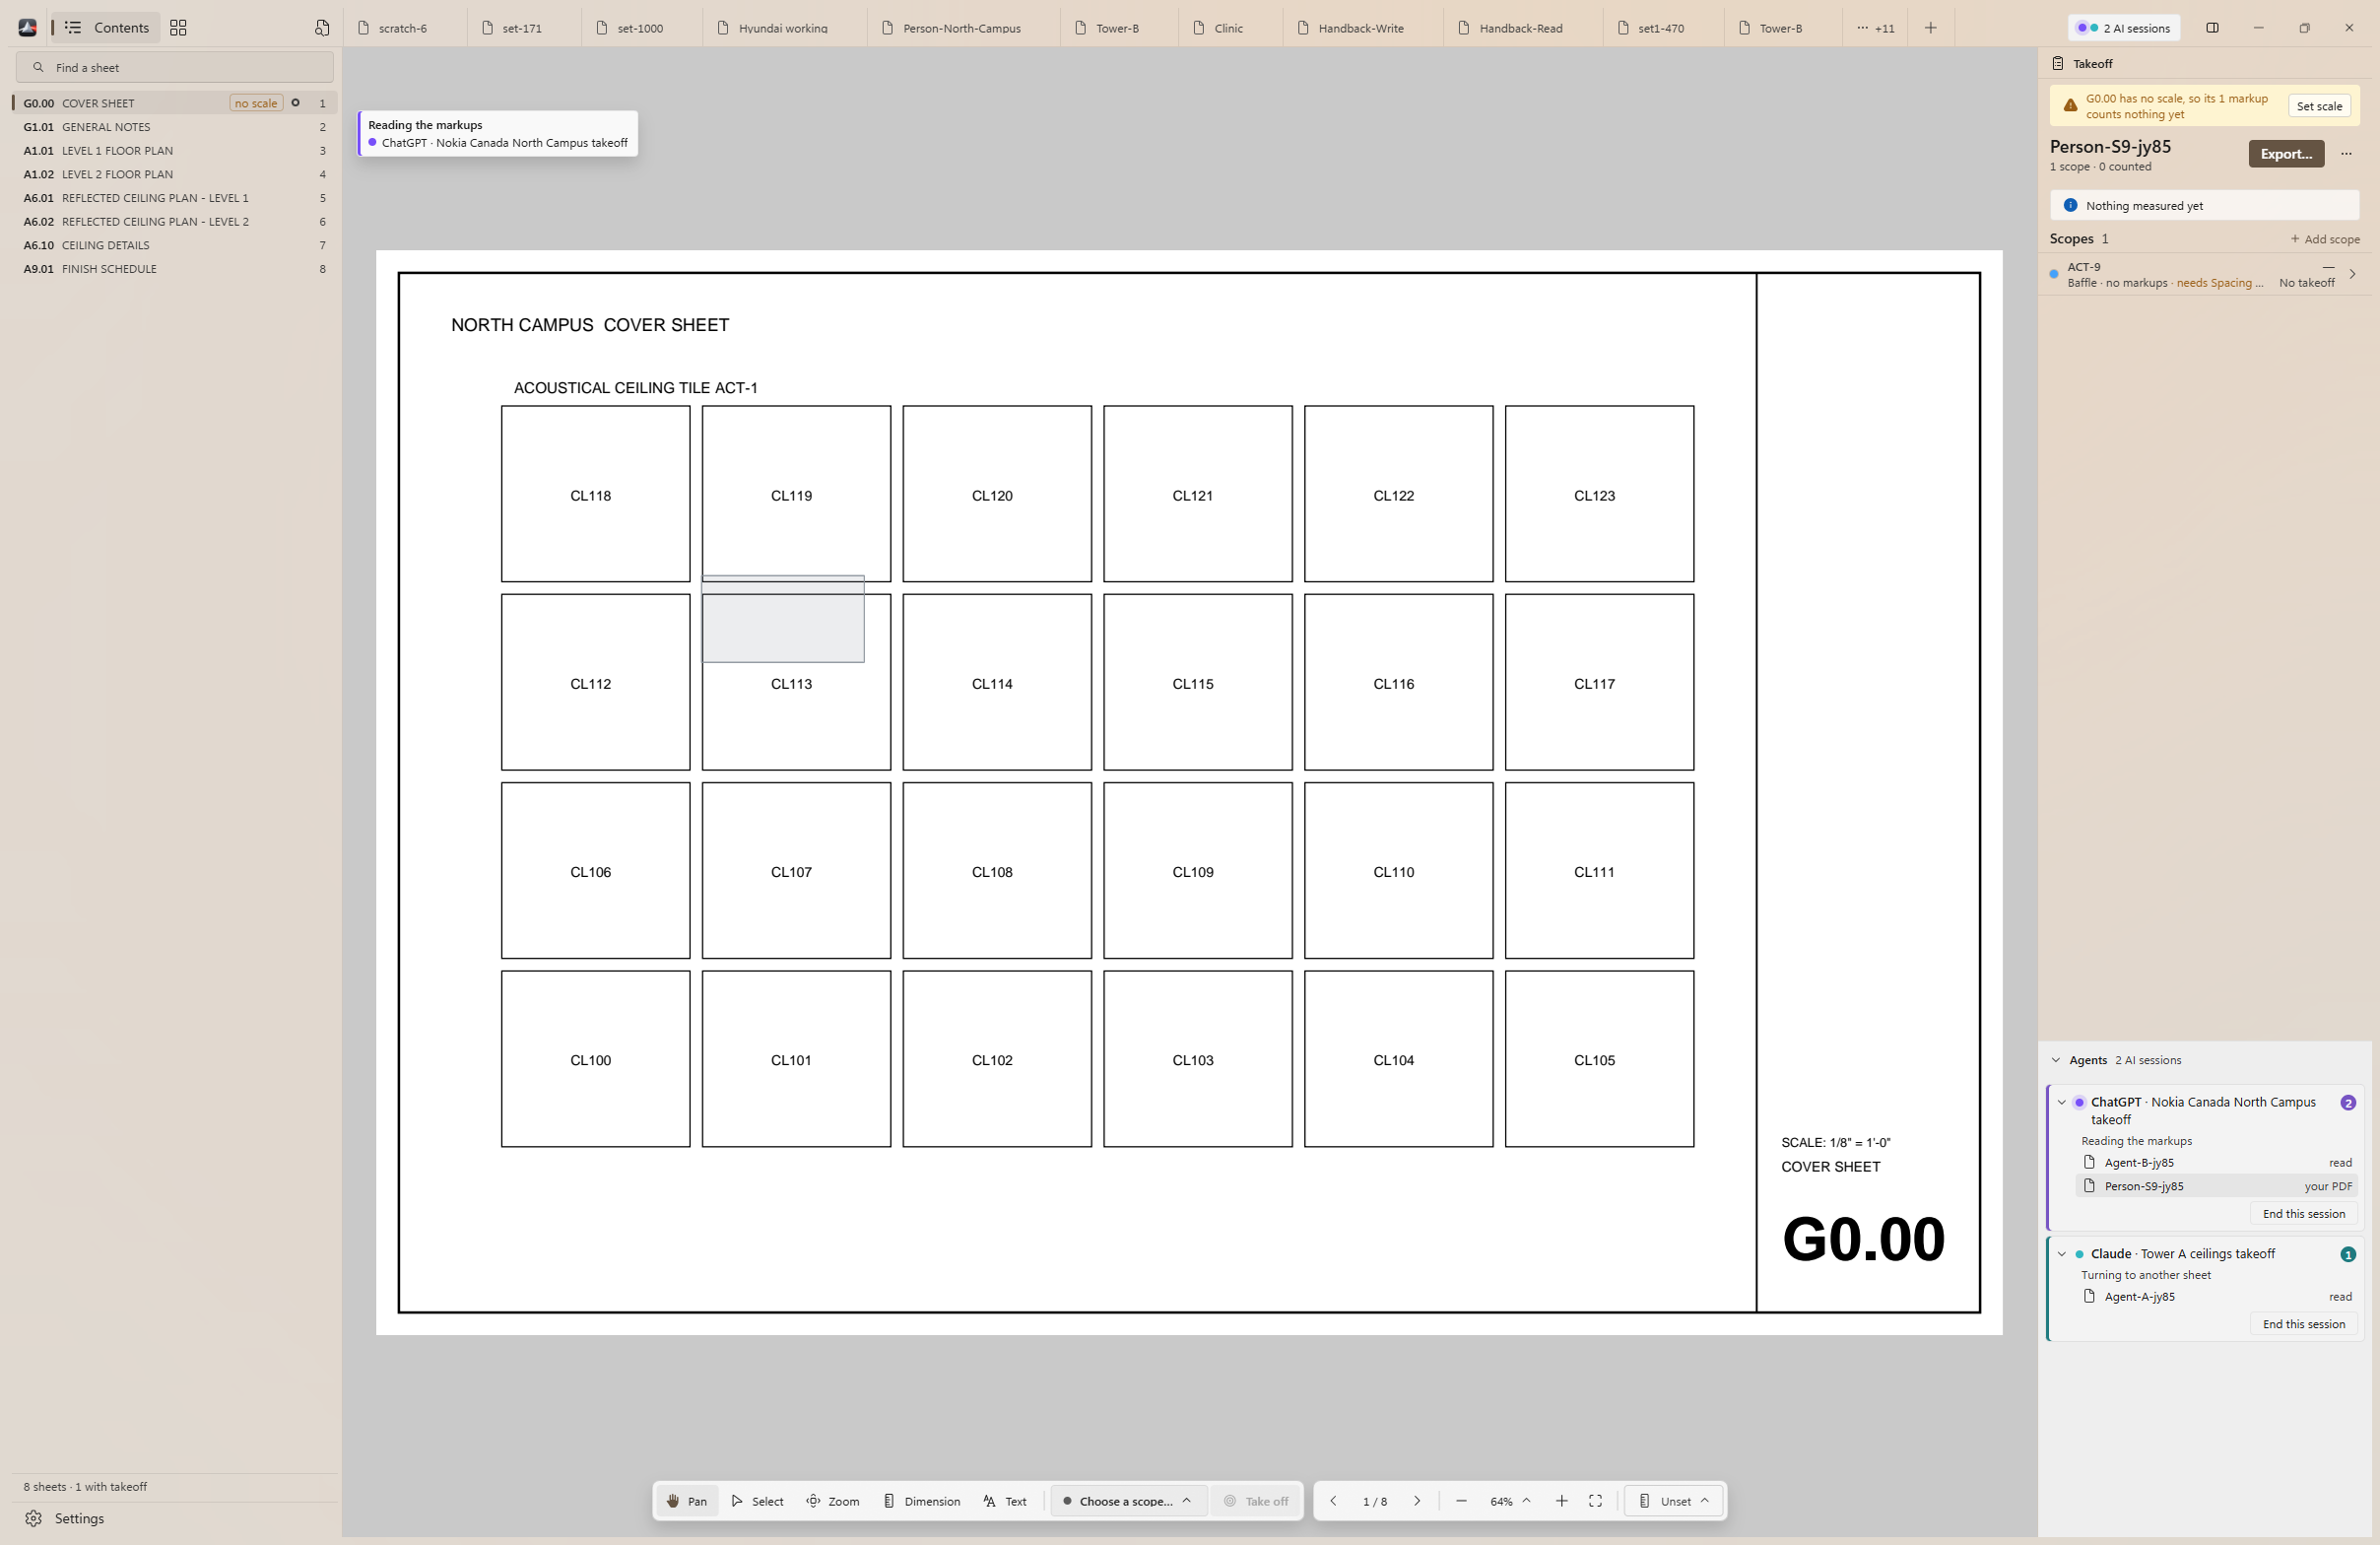 Contents
scratch-6
set-171
set-1000
Hyundai working
Person-North-Campus
Tower-B
Clinic
Handback-Write
Handback-Read
set1-470
Tower-B
··· +11
2 AI sessions
Find a sheet
G0.00 COVER SHEET no scale 1
G1.01 GENERAL NOTES 2
A1.01 LEVEL 1 FLOOR PLAN 3
A1.02 LEVEL 2 FLOOR PLAN 4
A6.01 REFLECTED CEILING PLAN - LEVEL 1 5
A6.02 REFLECTED CEILING PLAN - LEVEL 2 6
A6.10 CEILING DETAILS 7
A9.01 FINISH SCHEDULE 8
8 sheets · 1 with takeoff
Settings
Reading the markups
ChatGPT · Nokia Canada North Campus takeoff
NORTH CAMPUS COVER SHEET
ACOUSTICAL CEILING TILE ACT-1
CL118 CL119 CL120 CL121 CL122 CL123
CL112 CL113 CL114 CL115 CL116 CL117
CL106 CL107 CL108 CL109 CL110 CL111
CL100 CL101 CL102 CL103 CL104 CL105
SCALE: 1/8" = 1'-0"
COVER SHEET
G0.00
Pan Select Zoom Dimension Text Choose a scope... Take off
1 / 8 64% Unset
Takeoff
G0.00 has no scale, so its 1 markup
counts nothing yet
Set scale
Person-S9-jy85
1 scope · 0 counted
Export...
Nothing measured yet
Scopes 1
+ Add scope
ACT-9 —
Baffle · no markups · needs Spacing ... No takeoff
Agents 2 AI sessions
ChatGPT · Nokia Canada North Campus 2
takeoff
Reading the markups
Agent-B-jy85 read
Person-S9-jy85 your PDF
End this session
Claude · Tower A ceilings takeoff 1
Turning to another sheet
Agent-A-jy85 read
End this session